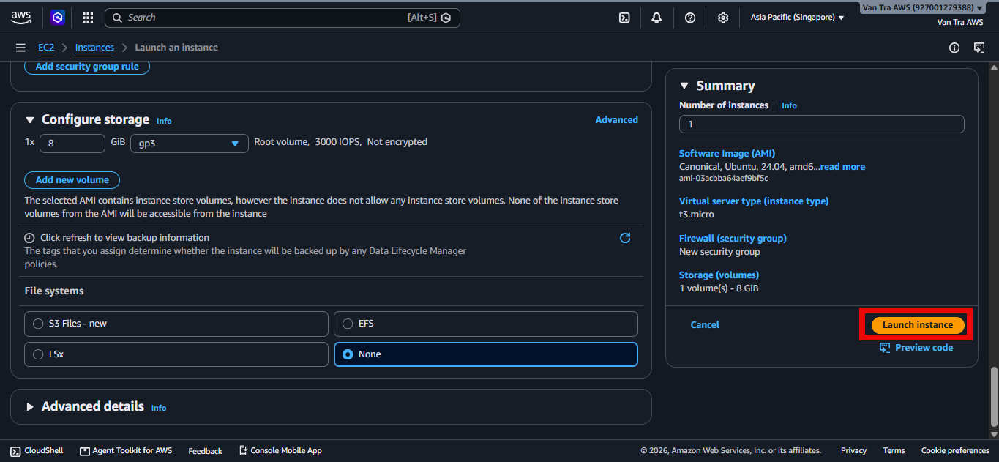 aws
Search [Alt+S]
Asia Pacific (Singapore)
Van Tra AWS (927001279388)
Van Tra AWS
EC2 Instances Launch an instance
Add security group rule
Configure storage Info
Advanced
1x 8 GiB gp3 Root volume, 3000 IOPS, Not encrypted
Add new volume
The selected AMI contains instance store volumes, however the instance does not allow any instance store volumes. None of the instance store
volumes from the AMI will be accessible from the instance
Click refresh to view backup information
The tags that you assign determine whether the instance will be backed up by any Data Lifecycle Manager
policies.
File systems
S3 Files - new
EFS
FSx
None
Advanced details Info
Summary
Number of instances Info
1
Software Image (AMI)
Canonical, Ubuntu, 24.04, amd6...read more
ami-03acbba64aef9bf5c
Virtual server type (instance type)
t3.micro
Firewall (security group)
New security group
Storage (volumes)
1 volume(s) - 8 GiB
Cancel
Launch instance
Preview code
CloudShell Agent Toolkit for AWS Feedback Console Mobile App
© 2026, Amazon Web Services, Inc. or its affiliates. Privacy Terms Cookie preferences